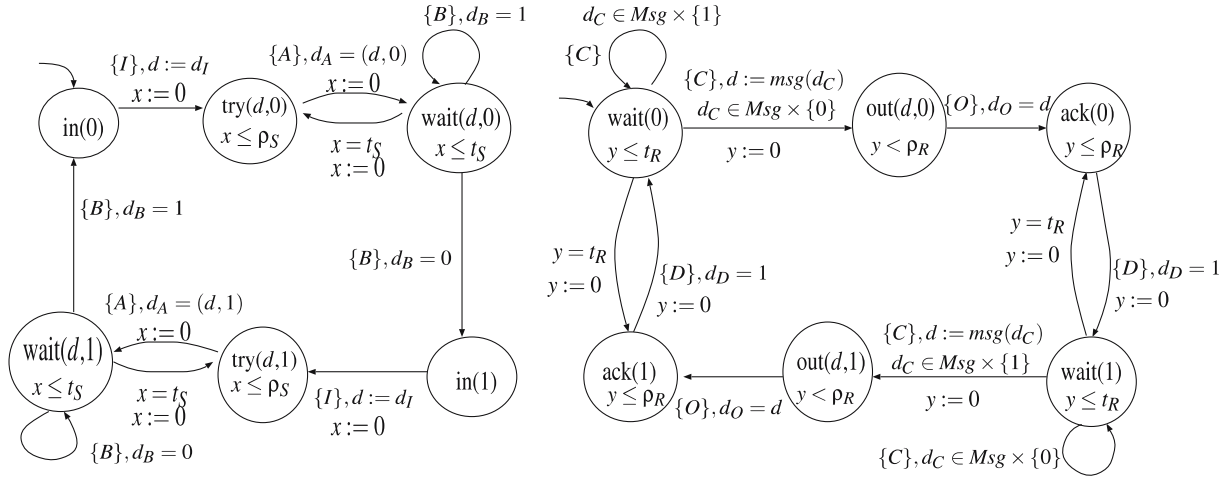 {B}, d_B = 1
{I}, d := d_I
x := 0
{A}, d_A = (d, 0)
x := 0
in(0)
try(d,0)
x ≤ ρ_S
wait(d,0)
x ≤ t_S
x = t_S
x := 0
{B}, d_B = 1
{B}, d_B = 0
{A}, d_A = (d, 1)
x := 0
wait(d,1)
x ≤ t_S
try(d,1)
x ≤ ρ_S
in(1)
x = t_S
x := 0
{I}, d := d_I
x := 0
{B}, d_B = 0
d_C ∈ Msg × {1}
{C}
{C}, d := msg(d_C)
d_C ∈ Msg × {0}
y := 0
wait(0)
y ≤ t_R
out(d,0)
y < ρ_R
{O}, d_O = d
ack(0)
y ≤ ρ_R
y = t_R
y := 0
{D}, d_D = 1
y := 0
y = t_R
y := 0
{D}, d_D = 1
y := 0
ack(1)
y ≤ ρ_R
out(d,1)
y < ρ_R
{O}, d_O = d
{C}, d := msg(d_C)
d_C ∈ Msg × {1}
y := 0
wait(1)
y ≤ t_R
{C}, d_C ∈ Msg × {0}